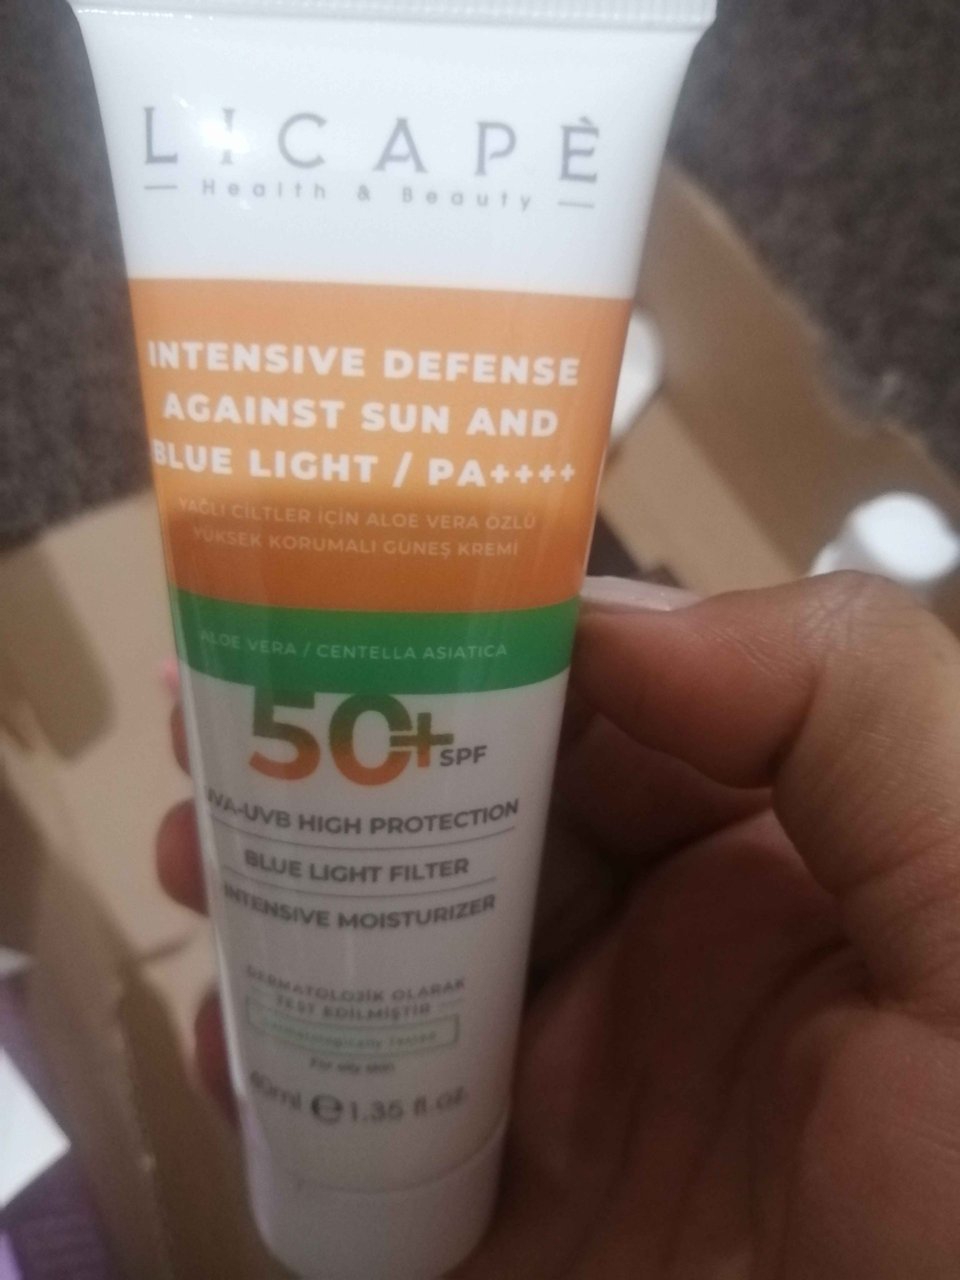 LICAPÈ
Health & Beauty
INTENSIVE DEFENSE
AGAINST SUN AND
BLUE LIGHT / PA++++
YAĞLI CİLTLER İÇİN ALOE VERA ÖZLÜ
YÜKSEK KORUMALI GÜNEŞ KREMİ
ALOE VERA / CENTELLA ASIATICA
50+ SPF
UVA-UVB HIGH PROTECTION
BLUE LIGHT FILTER
INTENSIVE MOISTURIZER
DERMATOLOJİK OLARAK
TEST EDİLMİŞTİR
Dermatologically tested
For oily skin
40ml ℮ 1.35 fl.oz.